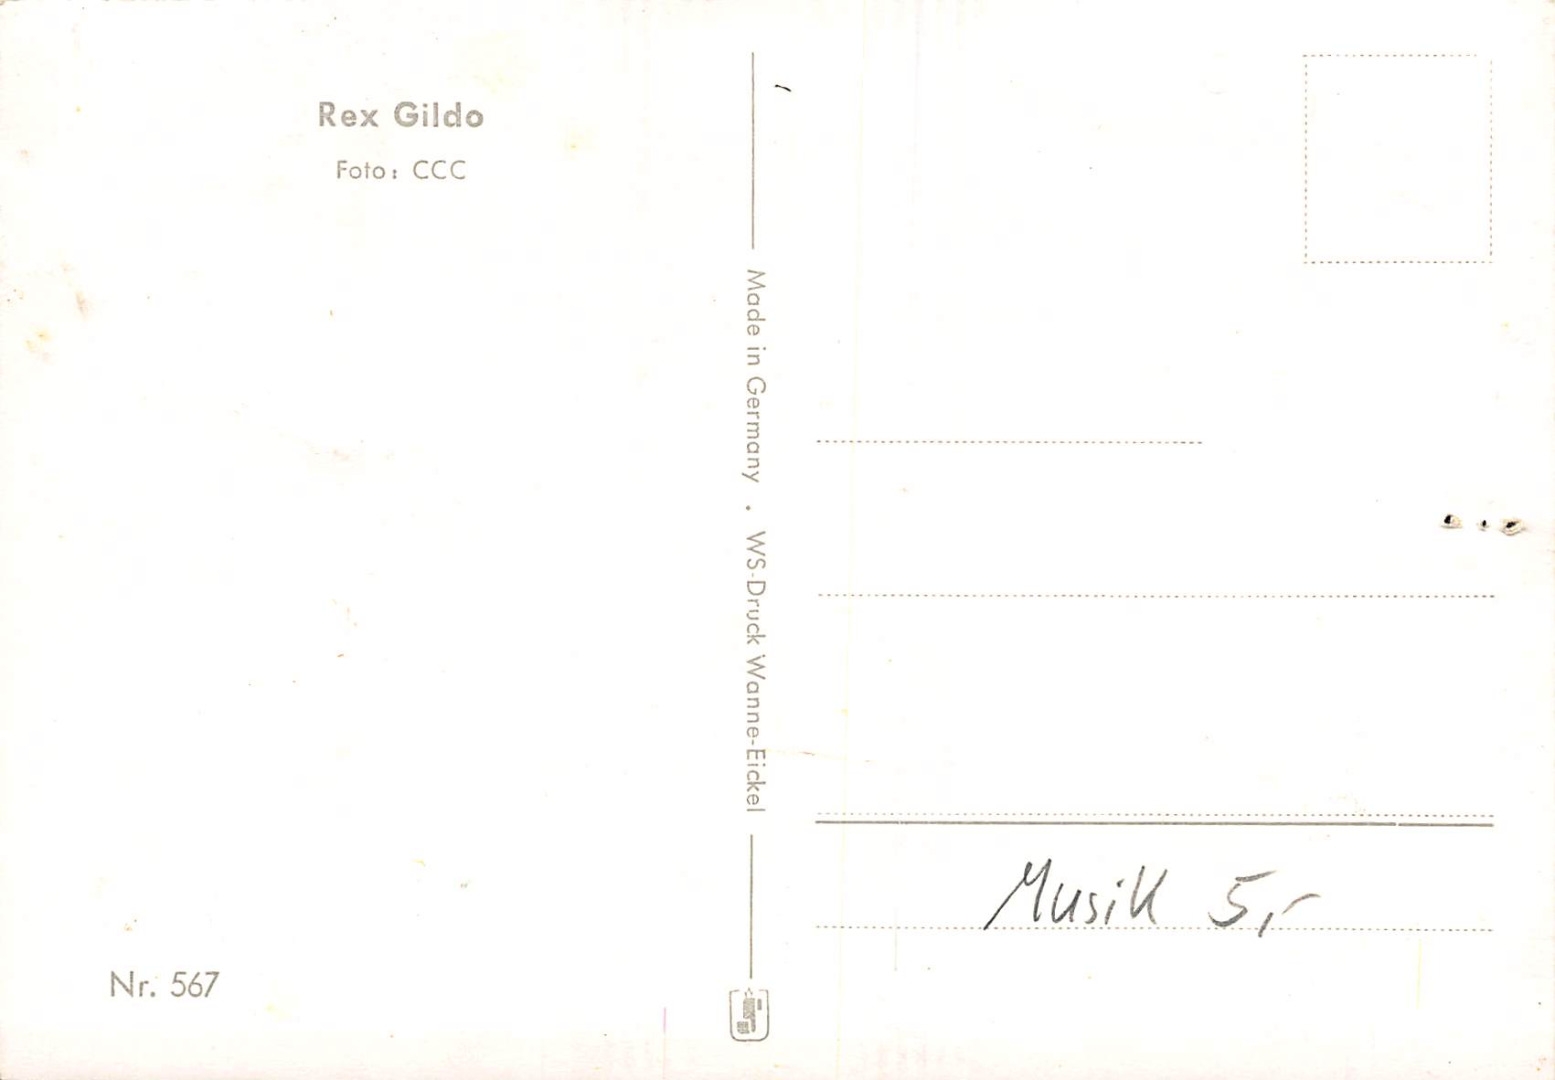 Rex Gildo
Foto: CCC
Nr. 567
Made in Germany . WS-Druck Wanne-Eickel
Musik 5,-